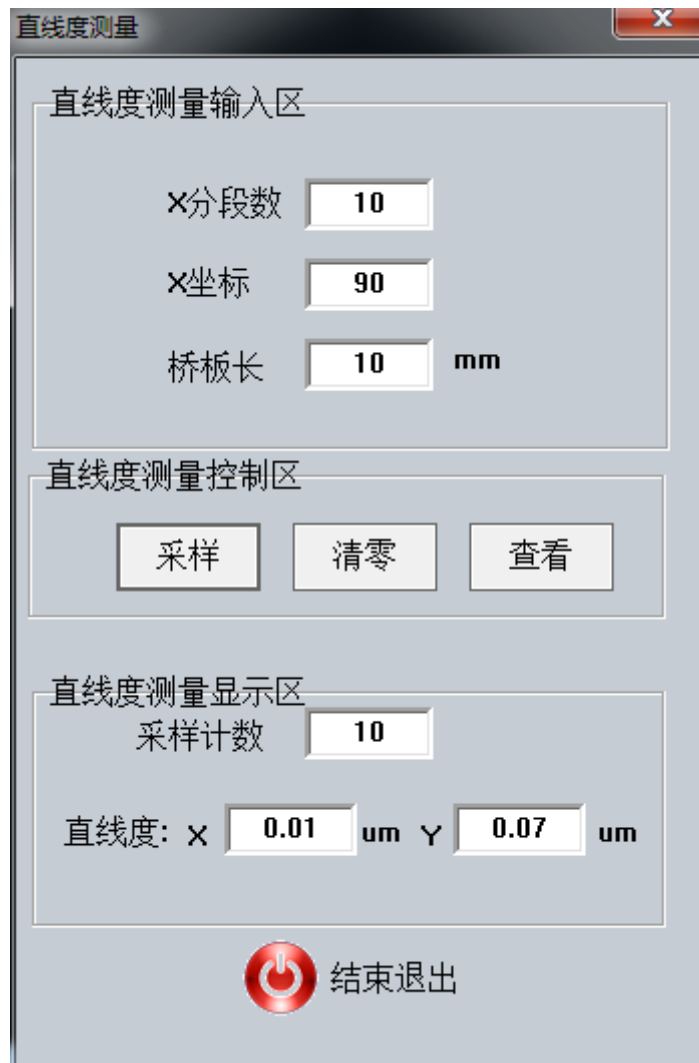 直线度测量
直线度测量输入区
X分段数 10
X坐标 90
桥板长 10 mm
直线度测量控制区
采样 清零 查看
直线度测量显示区
采样计数 10
直线度: X 0.01 um Y 0.07 um
结束退出